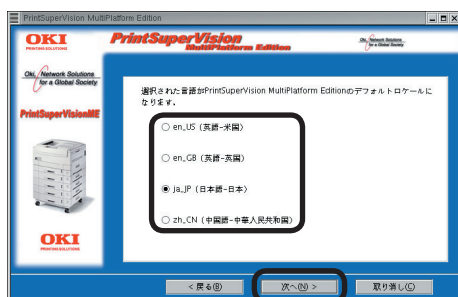 PrintSuperVision MultiPlatform Edition
OKI
PRINTING SOLUTIONS
PrintSuperVision
MultiPlatform Edition
Oki, Network Solutions
for a Global Society
Oki, Network Solutions
for a Global Society
PrintSuperVisionME
選択された言語がPrintSuperVision MultiPlatform Editionのデフォルトロケールに
なります。
en_US (英語-米国)
en_GB (英語-英国)
ja_JP (日本語-日本)
zh_CN (中国語-中華人民共和国)
OKI
PRINTING SOLUTIONS
< 戻る(B)
次へ(N) >
取り消し(C)